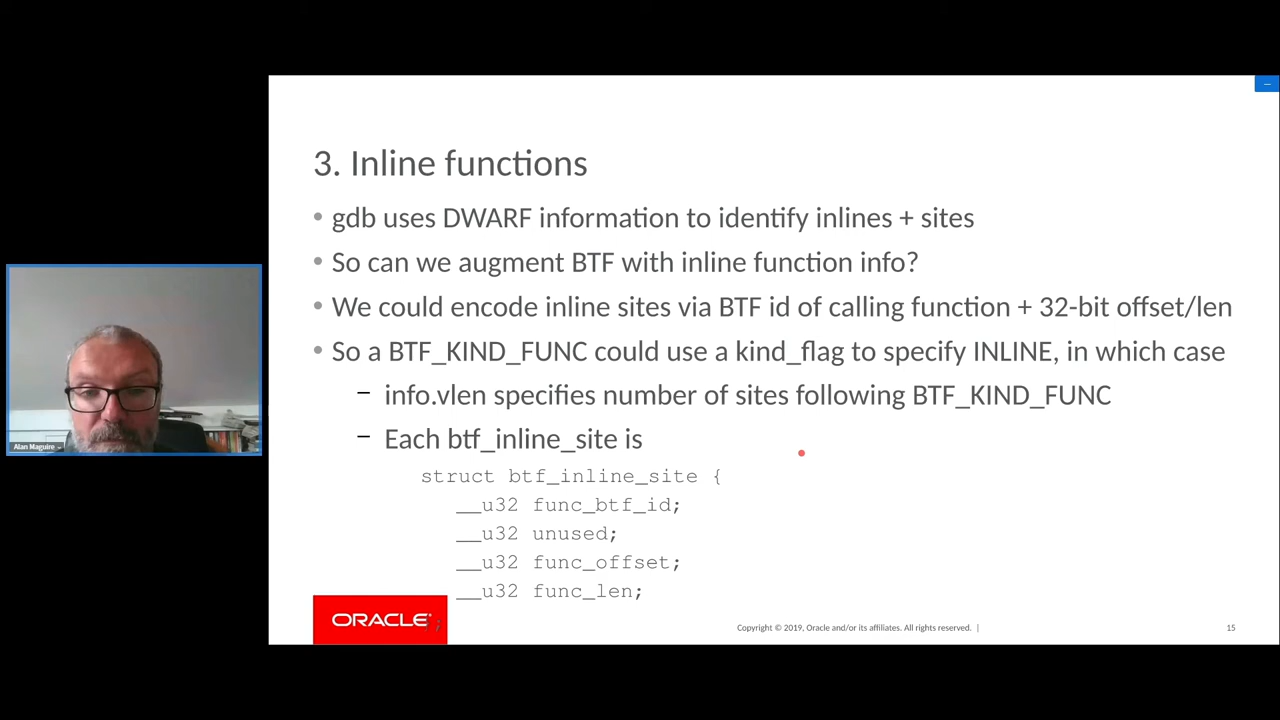 3. Inline functions
• gdb uses DWARF information to identify inlines + sites
• So can we augment BTF with inline function info?
• We could encode inline sites via BTF id of calling function + 32-bit offset/len
• So a BTF_KIND_FUNC could use a kind_flag to specify INLINE, in which case
– info.vlen specifies number of sites following BTF_KIND_FUNC
– Each btf_inline_site is
struct btf_inline_site {
__u32 func_btf_id;
__u32 unused;
__u32 func_offset;
__u32 func_len;
};
ORACLE
Copyright © 2019, Oracle and/or its affiliates. All rights reserved. |
15
Alan Maguire